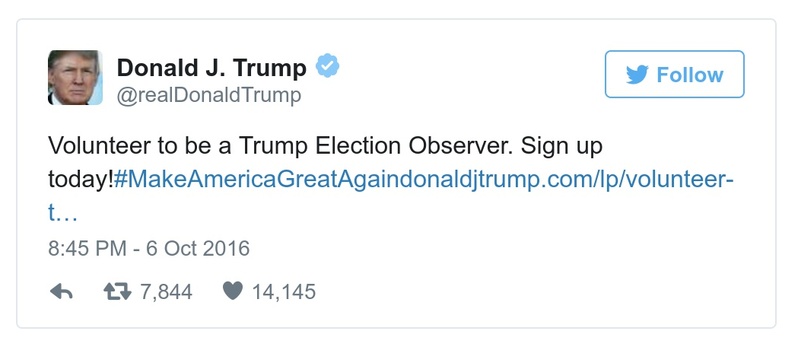 Donald J. Trump
@realDonaldTrump
Follow
Volunteer to be a Trump Election Observer. Sign up
today!#MakeAmericaGreatAgaindonaldjtrump.com/lp/volunteer-
t…
8:45 PM - 6 Oct 2016
7,844 14,145